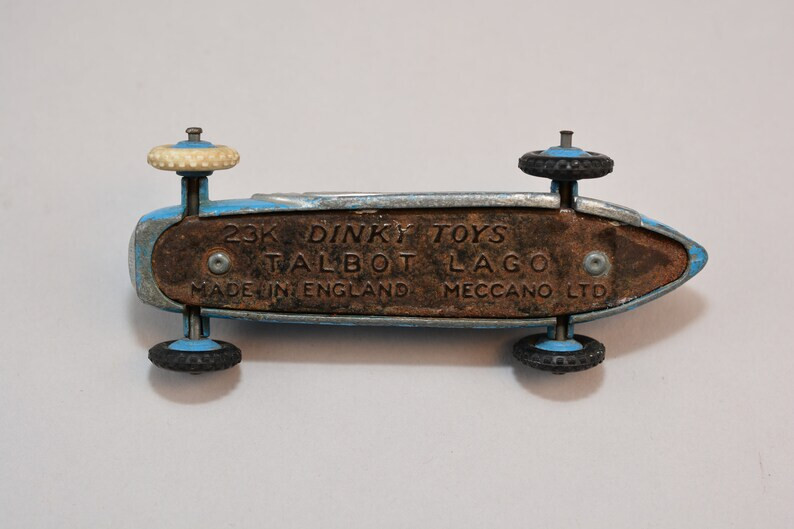 23K DINKY TOYS
TALBOT LAGO
MADE IN ENGLAND MECCANO LTD